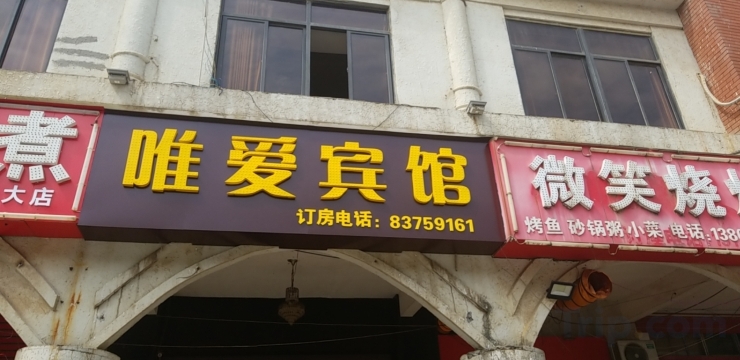 煮
大店
唯爱宾馆
订房电话：83759161
微笑烧
烤鱼 砂锅粥 小菜 电话:138